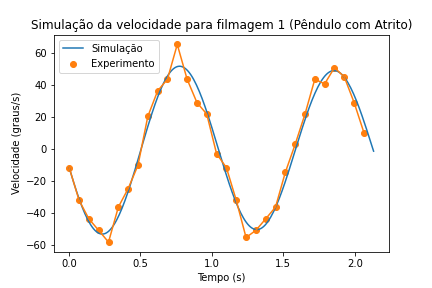 Simulação da velocidade para filmagem 1 (Pêndulo com Atrito)
Simulação
Experimento
Velocidade (graus/s)
60
40
20
0
−20
−40
−60
0.0 0.5 1.0 1.5 2.0
Tempo (s)